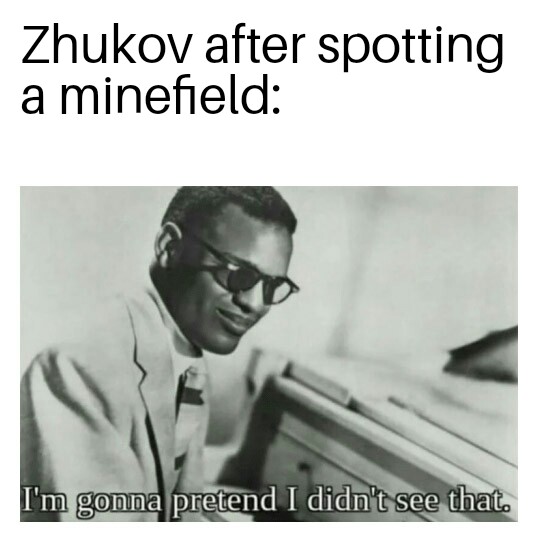 Zhukov after spotting
a minefield:
I'm gonna pretend I didn't see that.